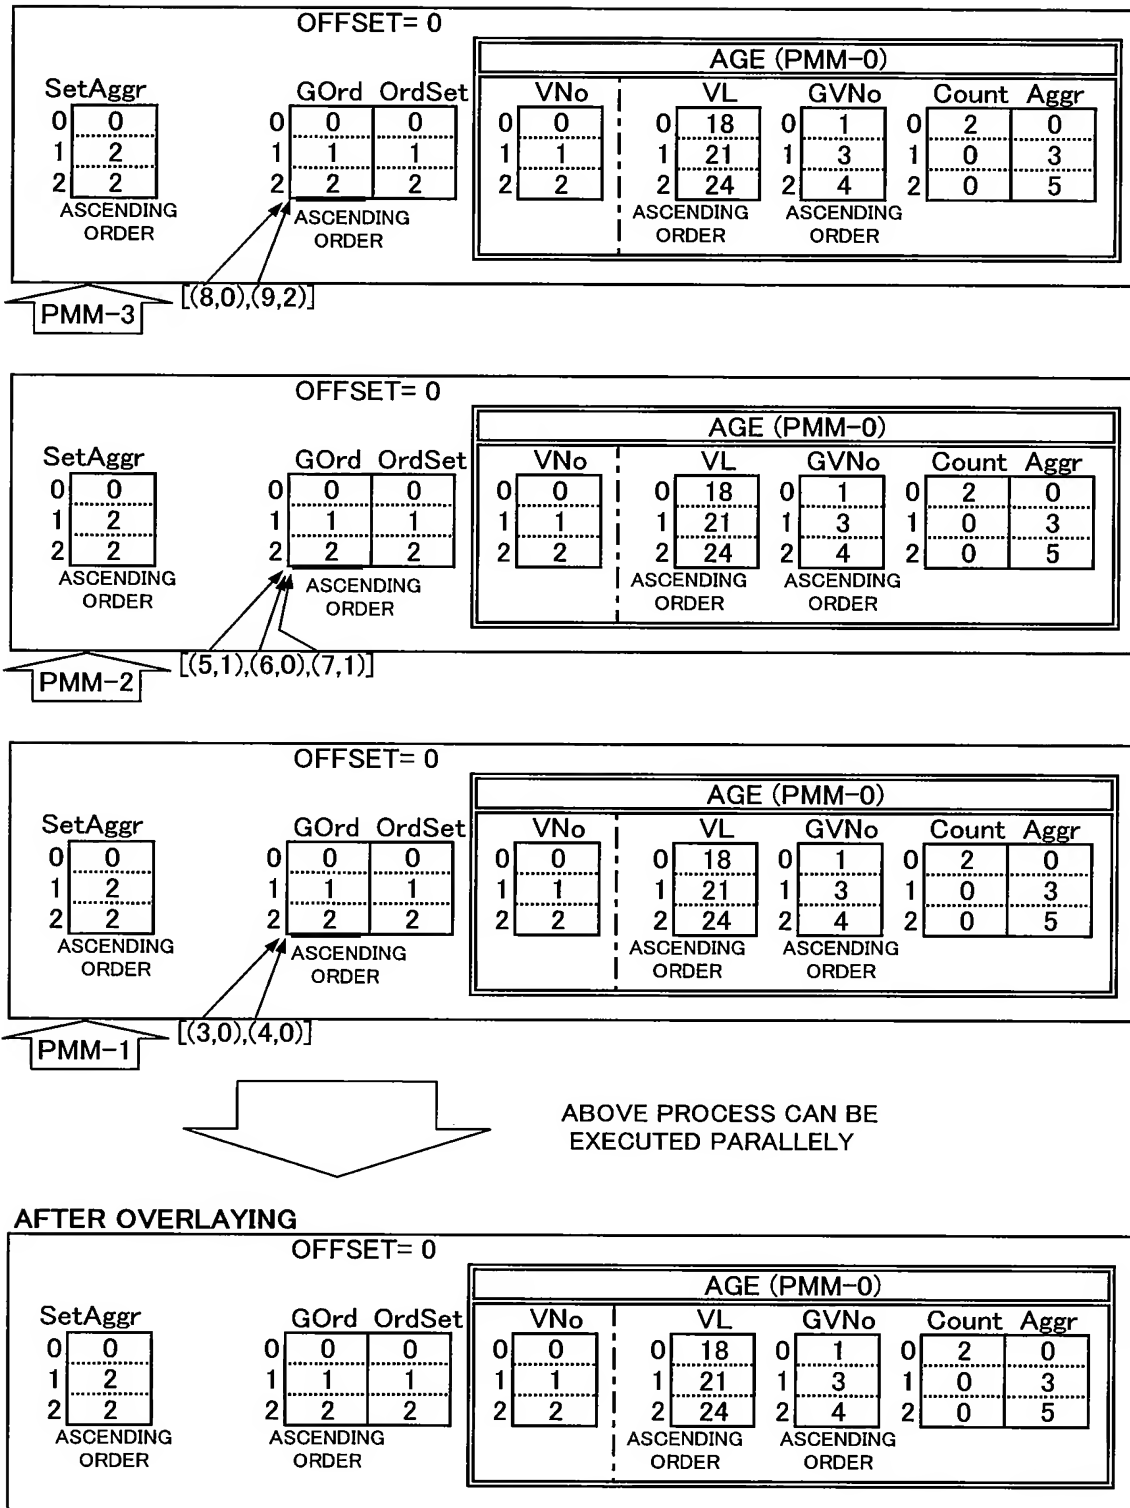 OFFSET= 0
AGE (PMM-0)
SetAggr GOrd OrdSet VNo VL GVNo Count Aggr
0 0 0 0 0 0 0 0 18 0 1 0 2 0
1 2 1 1 1 1 1 1 21 1 3 1 0 3
2 2 2 2 2 2 2 2 24 2 4 2 0 5
ASCENDING ASCENDING ASCENDING ASCENDING
ORDER ORDER ORDER ORDER
PMM-3 [(8,0),(9,2)]
OFFSET= 0
AGE (PMM-0)
SetAggr GOrd OrdSet VNo VL GVNo Count Aggr
0 0 0 0 0 0 0 0 18 0 1 0 2 0
1 2 1 1 1 1 1 1 21 1 3 1 0 3
2 2 2 2 2 2 2 2 24 2 4 2 0 5
ASCENDING ASCENDING ASCENDING ASCENDING
ORDER ORDER ORDER ORDER
PMM-2 [(5,1),(6,0),(7,1)]
OFFSET= 0
AGE (PMM-0)
SetAggr GOrd OrdSet VNo VL GVNo Count Aggr
0 0 0 0 0 0 0 0 18 0 1 0 2 0
1 2 1 1 1 1 1 1 21 1 3 1 0 3
2 2 2 2 2 2 2 2 24 2 4 2 0 5
ASCENDING ASCENDING ASCENDING ASCENDING
ORDER ORDER ORDER ORDER
PMM-1 [(3,0),(4,0)]
ABOVE PROCESS CAN BE
EXECUTED PARALLELY
AFTER OVERLAYING
OFFSET= 0
AGE (PMM-0)
SetAggr GOrd OrdSet VNo VL GVNo Count Aggr
0 0 0 0 0 0 0 0 18 0 1 0 2 0
1 2 1 1 1 1 1 1 21 1 3 1 0 3
2 2 2 2 2 2 2 2 24 2 4 2 0 5
ASCENDING ASCENDING ASCENDING ASCENDING
ORDER ORDER ORDER ORDER